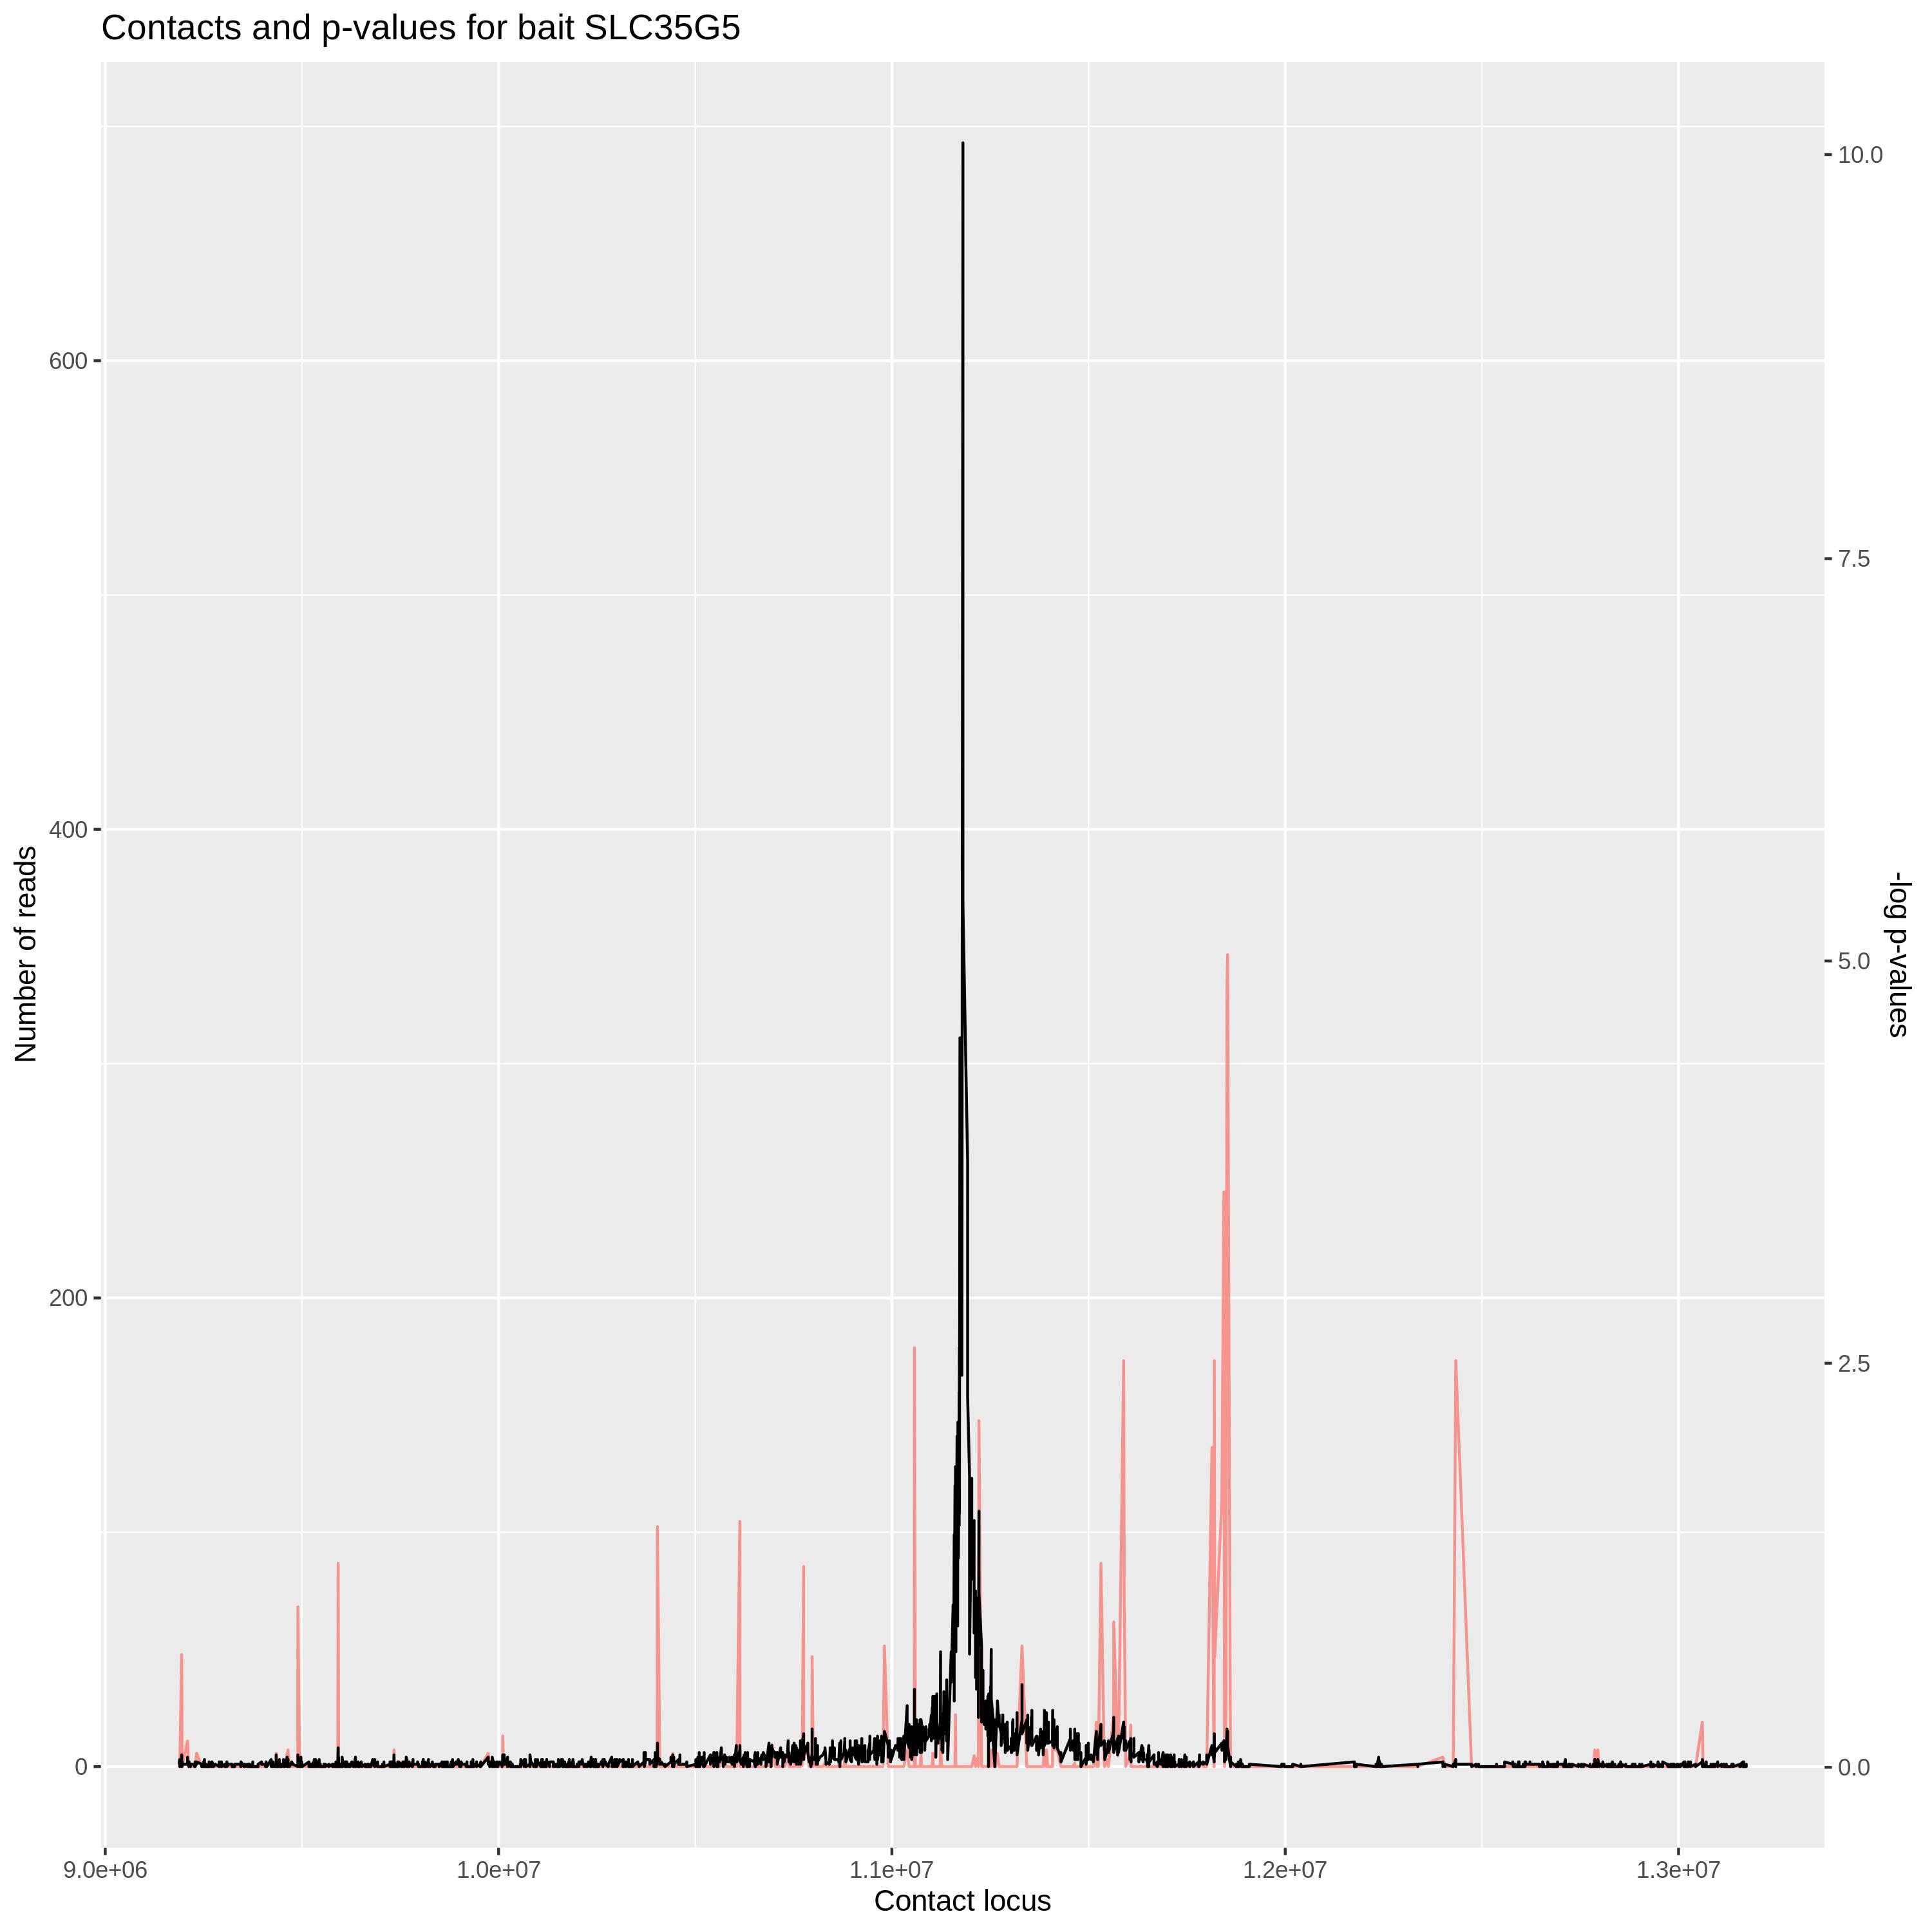 Contacts and p-values for bait SLC35G5
Number of reads
600
400
200
0
10.0
7.5
5.0
2.5
0.0
-log p-values
9.0e+06
1.0e+07
1.1e+07
1.2e+07
1.3e+07
Contact locus